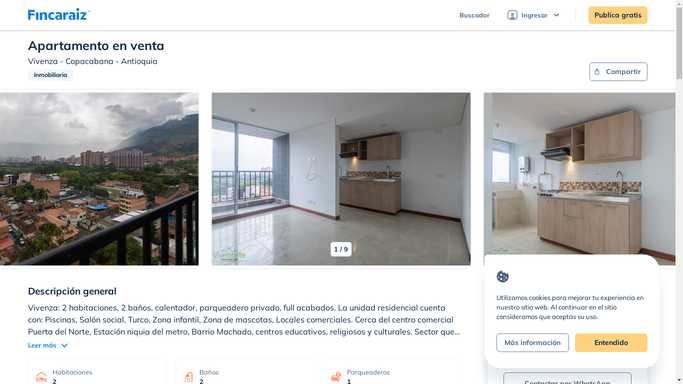 Fincaraiz
Buscador
Ingresar
Publica gratis
Apartamento en venta
Vivenza - Copacabana - Antioquia
Inmobiliaria
Compartir
1 / 9
Descripción general
Vivenza: 2 habitaciones, 2 baños, calentador, parqueadero privado, full acabados. La unidad residencial cuenta
con: Piscinas, Salón social, Turco, Zona infantil, Zona de mascotas, Locales comerciales. Cerca del centro comercial
Puerta del Norte, Estación niquia del metro, Barrio Machado, centros educativos, religiosos y culturales. Sector que...
Leer más
Habitaciones
2
Baños
2
Parqueaderos
1
Utilizamos cookies para mejorar tu experiencia en
nuestro sitio web. Al continuar en el sitio
consideramos que aceptas su uso.
Más información
Entendido
Contactar por WhatsApp